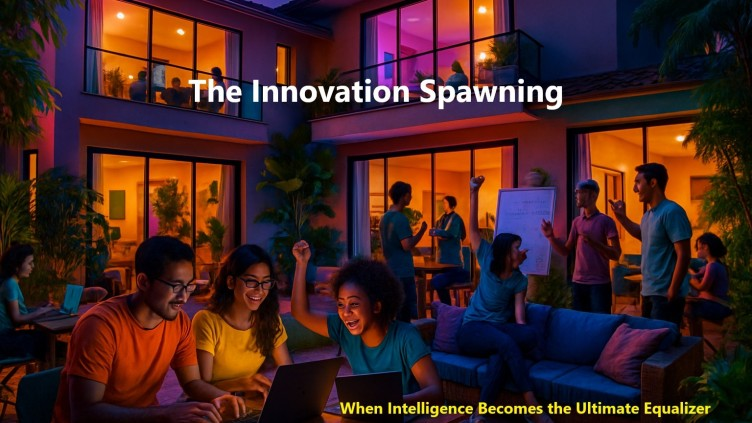 The Innovation Spawning
When Intelligence Becomes the Ultimate Equalizer